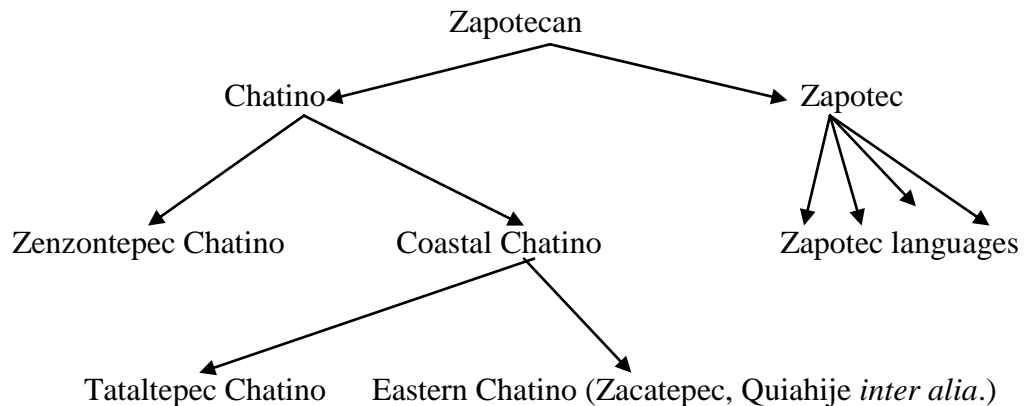 Zapotecan
Chatino Zapotec
Zenzontepec Chatino Coastal Chatino Zapotec languages
Tataltepec Chatino Eastern Chatino (Zacatepec, Quiahije inter alia.)